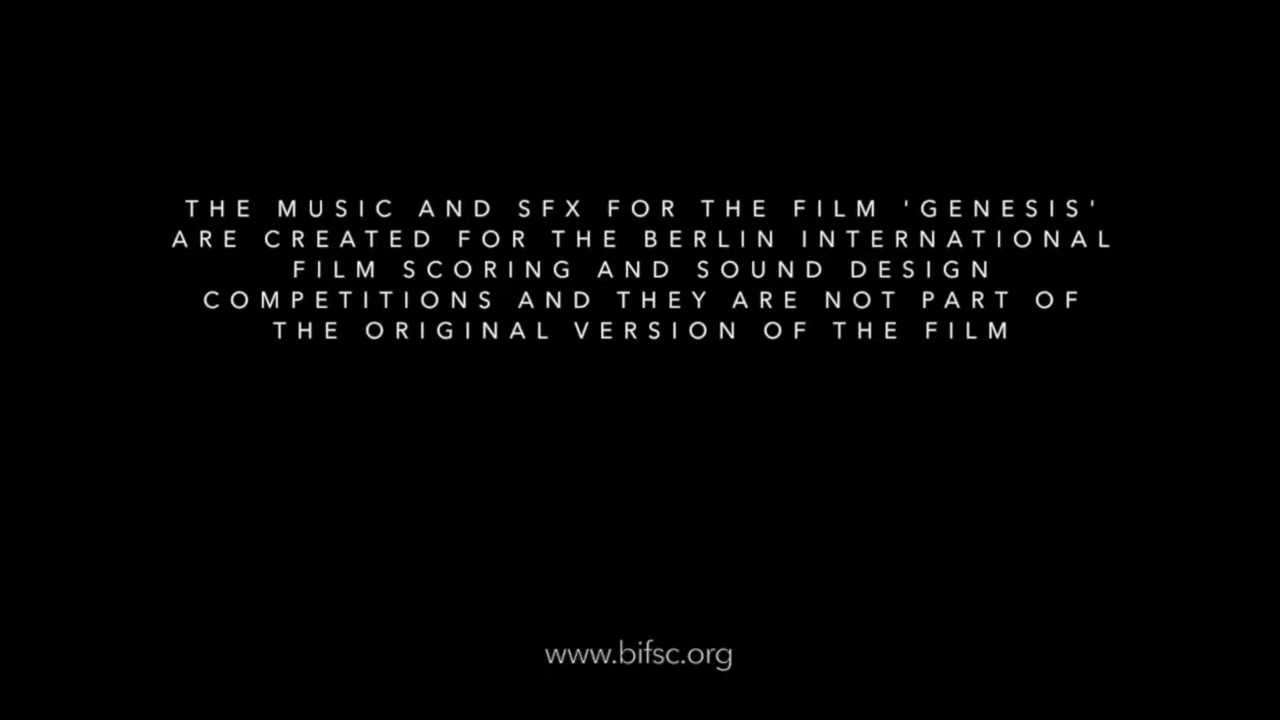 THE MUSIC AND SFX FOR THE FILM 'GENESIS'
ARE CREATED FOR THE BERLIN INTERNATIONAL
FILM SCORING AND SOUND DESIGN
COMPETITIONS AND THEY ARE NOT PART OF
THE ORIGINAL VERSION OF THE FILM
www.bifsc.org